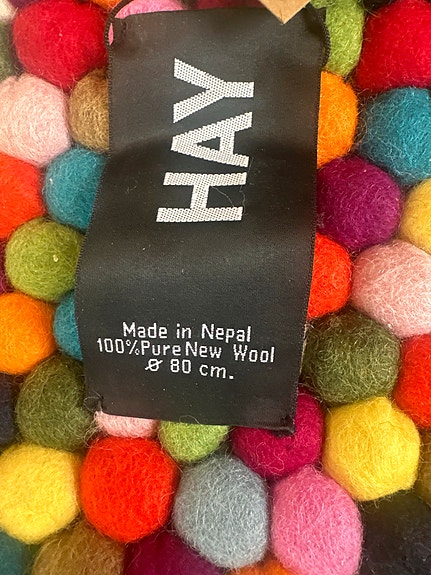 HAY
Made in Nepal
100%Pure New Wool
Ø 80 cm.